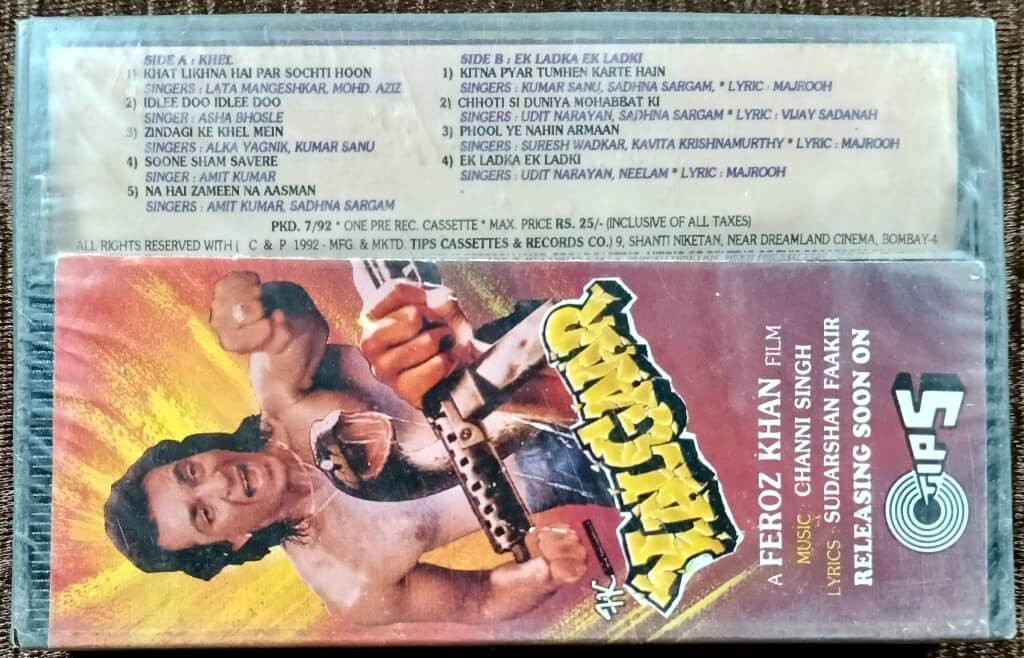 SIDE A : KHEL
1) KHAT LIKHNA HAI PAR SOCHTI HOON
SINGERS : LATA MANGESHKAR, MOHD. AZIZ
2) IDLEE DOO IDLEE DOO
SINGER : ASHA BHOSLE
3) ZINDAGI KE KHEL MEIN
SINGERS : ALKA YAGNIK, KUMAR SANU
4) SOONE SHAM SAVERE
SINGER : AMIT KUMAR
5) NA HAI ZAMEEN NA AASMAN
SINGERS : AMIT KUMAR, SADHNA SARGAM
SIDE B : EK LADKA EK LADKI
1) KITNA PYAR TUMHEN KARTE HAIN
SINGERS : KUMAR SANU, SADHNA SARGAM, * LYRIC : MAJROOH
2) CHHOTI SI DUNIYA MOHABBAT KI
SINGERS : UDIT NARAYAN, SADHNA SARGAM * LYRIC : VIJAY SADANAH
3) PHOOL YE NAHIN ARMAAN
SINGERS : SURESH WADKAR, KAVITA KRISHNAMURTHY * LYRIC : MAJROOH
4) EK LADKA EK LADKI
SINGERS : UDIT NARAYAN, NEELAM * LYRIC : MAJROOH
PKD. 7/92 * ONE PRE REC. CASSETTE * MAX. PRICE RS. 25/- (INCLUSIVE OF ALL TAXES)
ALL RIGHTS RESERVED WITH ( C & P 1992 - MFG. & MKTD. TIPS CASSETTES & RECORDS CO.) 9, SHANTI NIKETAN, NEAR DREAMLAND CINEMA, BOMBAY-4
YALGAAR
A FEROZ KHAN FILM
MUSIC : CHANNI SINGH
LYRICS : SUDARSHAN FAAKIR
RELEASING SOON ON
TIPS